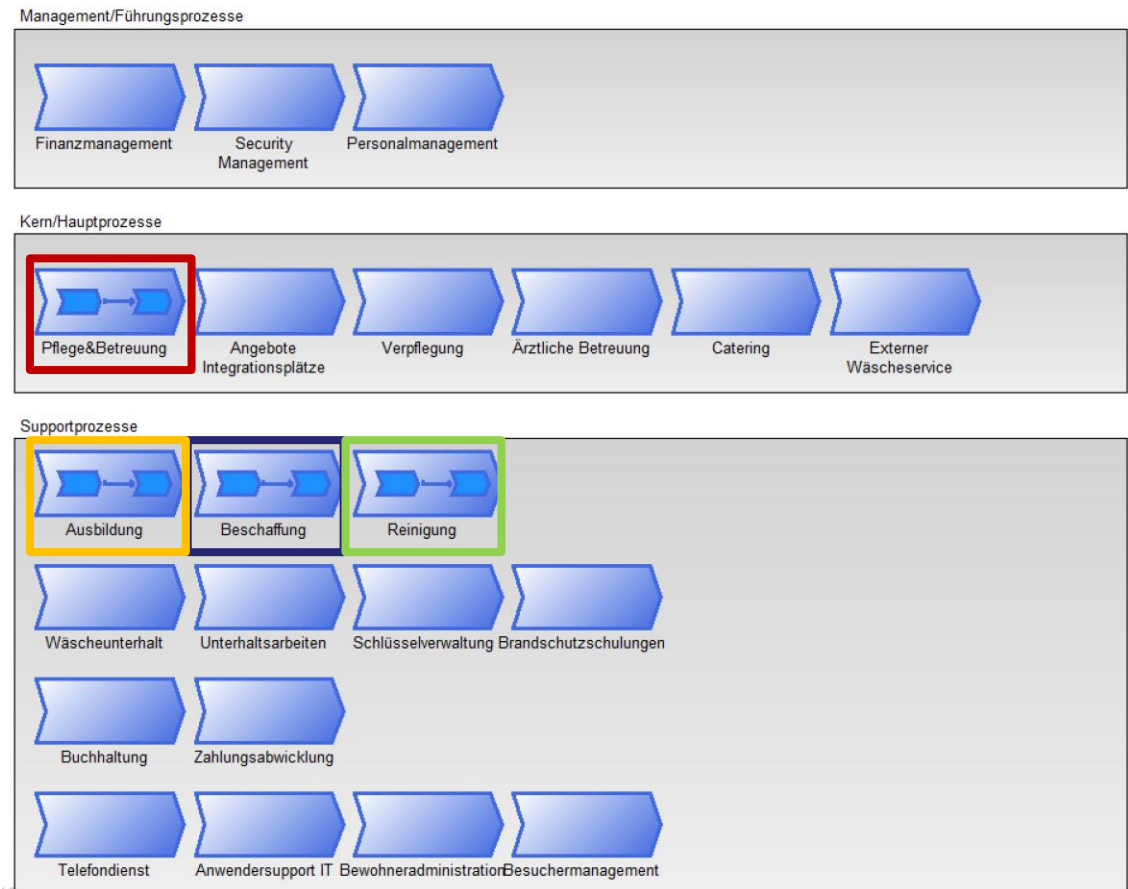 Management/Führungsprozesse
Finanzmanagement
Security
Management
Personalmanagement
Kern/Hauptprozesse
Pflege&Betreuung
Angebote
Integrationsplätze
Verpflegung
Ärztliche Betreuung
Catering
Externer
Wäscheservice
Supportprozesse
Ausbildung
Beschaffung
Reinigung
Wäscheunterhalt
Unterhaltsarbeiten
Schlüsselverwaltung
Brandschutzschulungen
Buchhaltung
Zahlungsabwicklung
Telefondienst
Anwendersupport IT
Bewohneradministration
Besuchermanagement